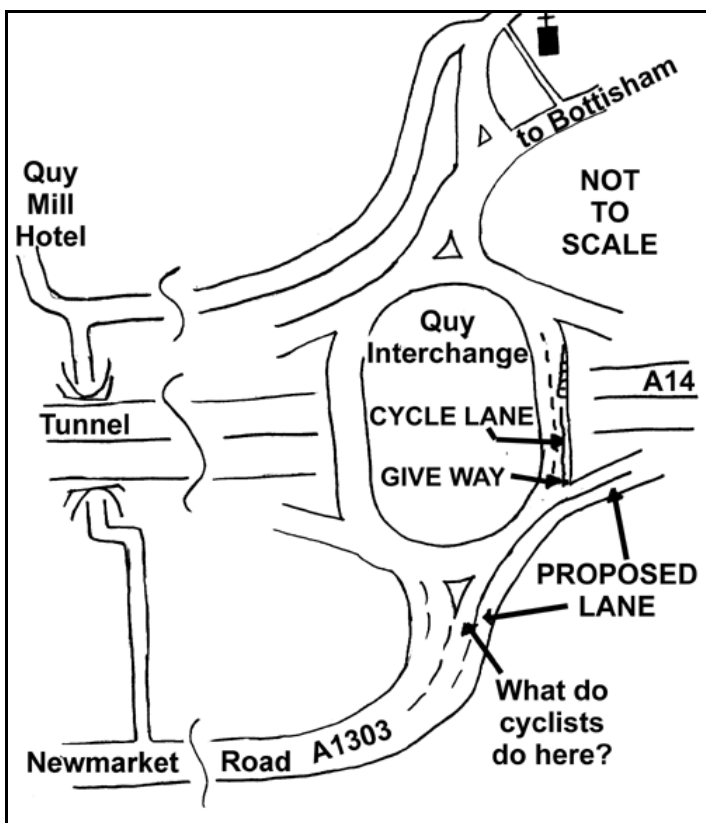 to Bottisham
Quy
Mill
Hotel
NOT
TO
SCALE
Quy
Interchange
A14
Tunnel
CYCLE LANE
GIVE WAY
PROPOSED
LANE
What do
cyclists
do here?
Newmarket Road A1303